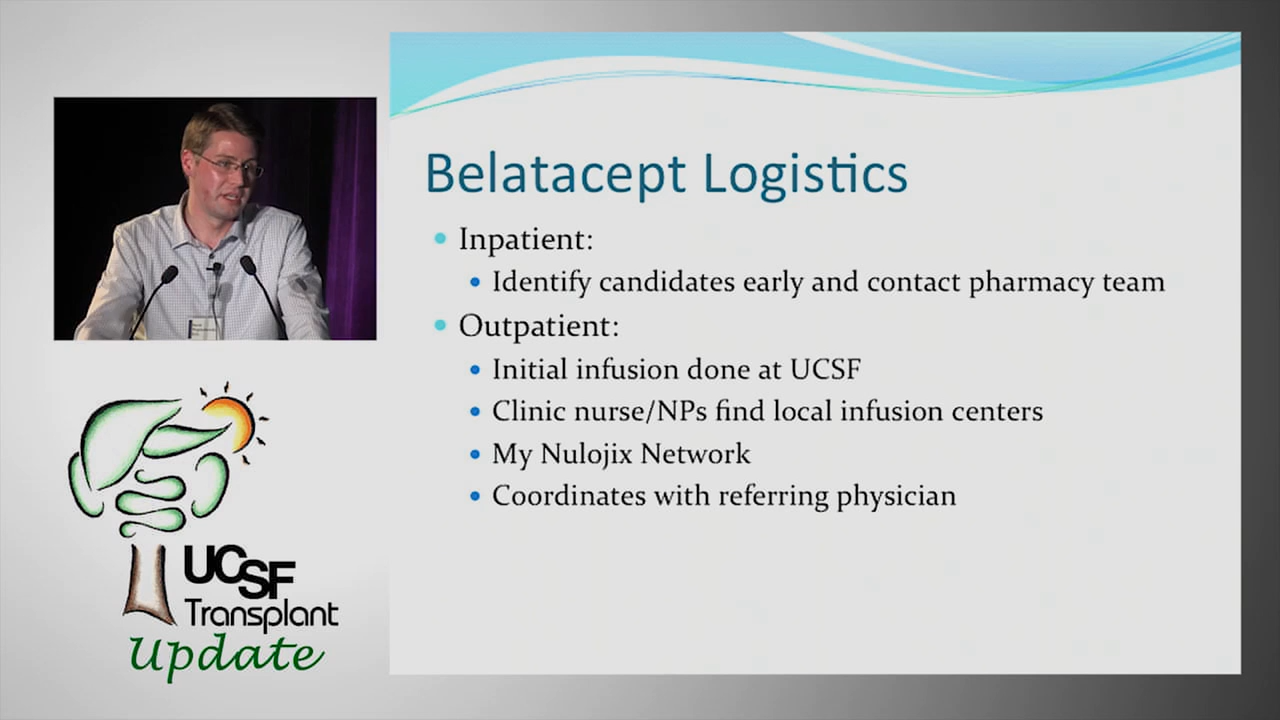 Belatacept Logistics
Inpatient:
Identify candidates early and contact pharmacy team
Outpatient:
Initial infusion done at UCSF
Clinic nurse/NPs find local infusion centers
My Nulojix Network
Coordinates with referring physician
UCSF
Transplant
Update